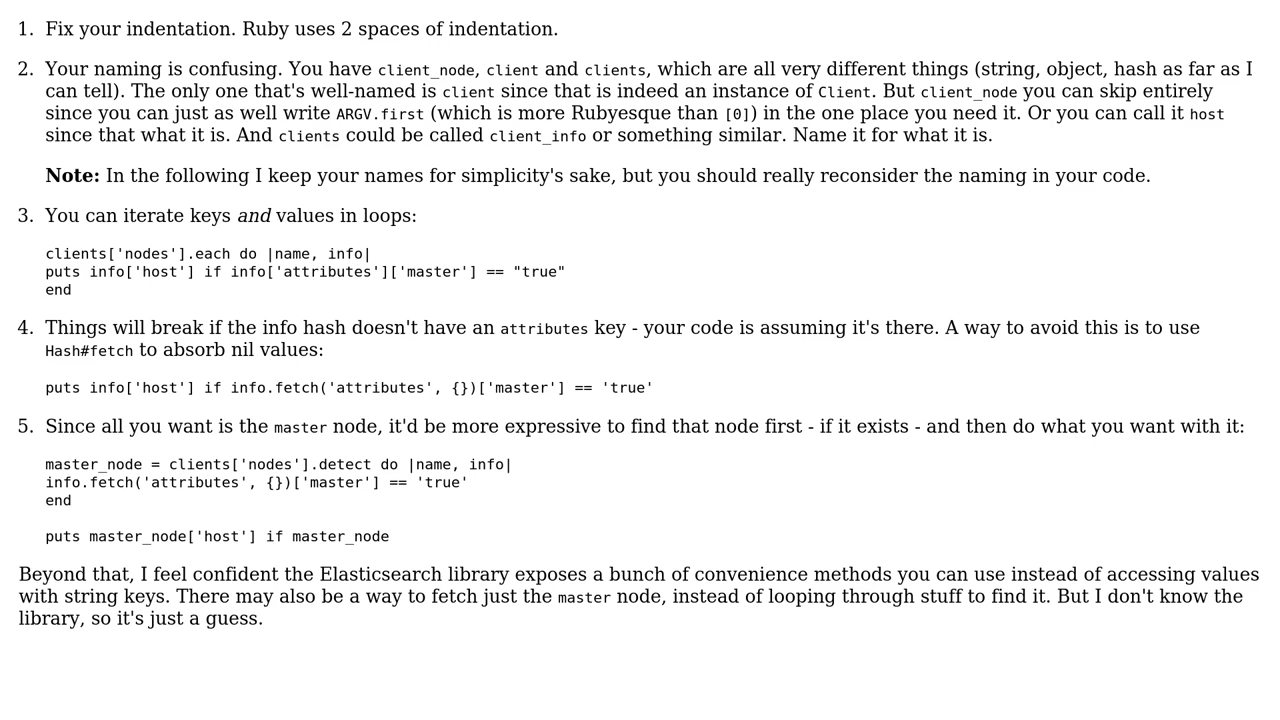 1. Fix your indentation. Ruby uses 2 spaces of indentation.
2. Your naming is confusing. You have client_node, client and clients, which are all very different things (string, object, hash as far as I
can tell). The only one that's well-named is client since that is indeed an instance of Client. But client_node you can skip entirely
since you can just as well write ARGV.first (which is more Rubyesque than [0]) in the one place you need it. Or you can call it host
since that what it is. And clients could be called client_info or something similar. Name it for what it is.
Note: In the following I keep your names for simplicity's sake, but you should really reconsider the naming in your code.
3. You can iterate keys and values in loops:
clients['nodes'].each do |name, info|
puts info['host'] if info['attributes']['master'] == "true"
end
4. Things will break if the info hash doesn't have an attributes key - your code is assuming it's there. A way to avoid this is to use
Hash#fetch to absorb nil values:
puts info['host'] if info.fetch('attributes', {})['master'] == 'true'
5. Since all you want is the master node, it'd be more expressive to find that node first - if it exists - and then do what you want with it:
master_node = clients['nodes'].detect do |name, info|
info.fetch('attributes', {})['master'] == 'true'
end
puts master_node['host'] if master_node
Beyond that, I feel confident the Elasticsearch library exposes a bunch of convenience methods you can use instead of accessing values
with string keys. There may also be a way to fetch just the master node, instead of looping through stuff to find it. But I don't know the
library, so it's just a guess.